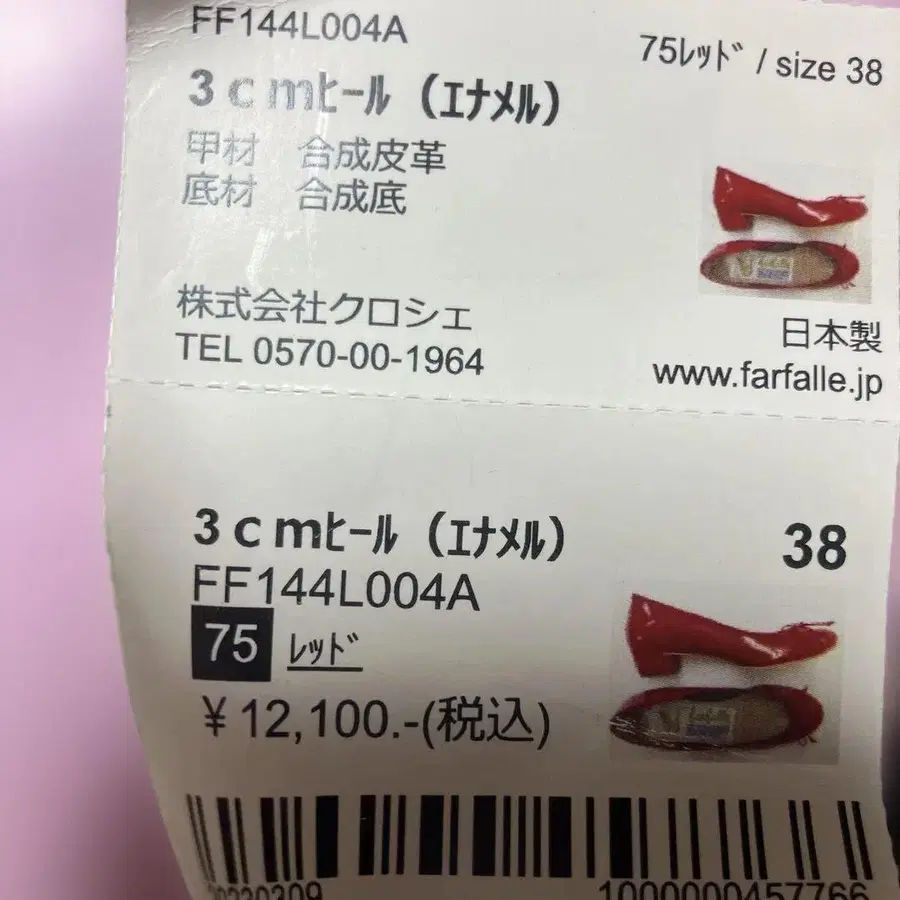 FF144L004A
75ﾚｯﾄﾞ / size 38
3ｃｍﾋｰﾙ（ｴﾅﾒﾙ）
甲材　合成皮革
底材　合成底
株式会社クロシェ
TEL 0570-00-1964
日本製
www.farfalle.jp
3ｃｍﾋｰﾙ（ｴﾅﾒﾙ）
38
FF144L004A
75 ﾚｯﾄﾞ
¥12,100.-(税込)
20220309
1000000457766